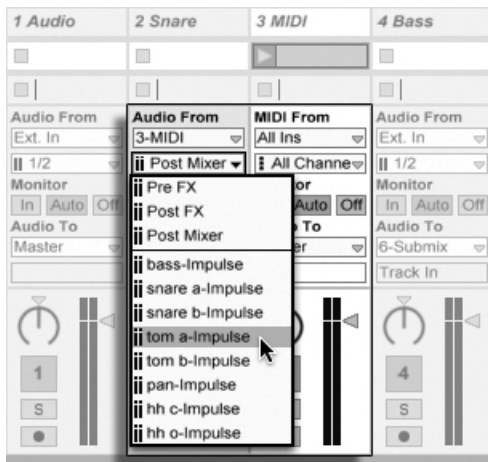 1 Audio
2 Snare
3 MIDI
4 Bass
Audio From
Audio From
MIDI From
Audio From
Ext. In
3-MIDI
All Ins
Ext. In
1/2
Post Mixer
All Channe
1/2
Monitor
Pre FX
or
Monitor
In Auto Off
Post FX
Auto Off
In Auto Off
Audio To
Post Mixer
To
Audio To
Master
er
6-Submix
bass-Impulse
Track In
snare a-Impulse
snare b-Impulse
tom a-Impulse
tom b-Impulse
1
4
pan-Impulse
S
S
hh c-Impulse
hh o-Impulse